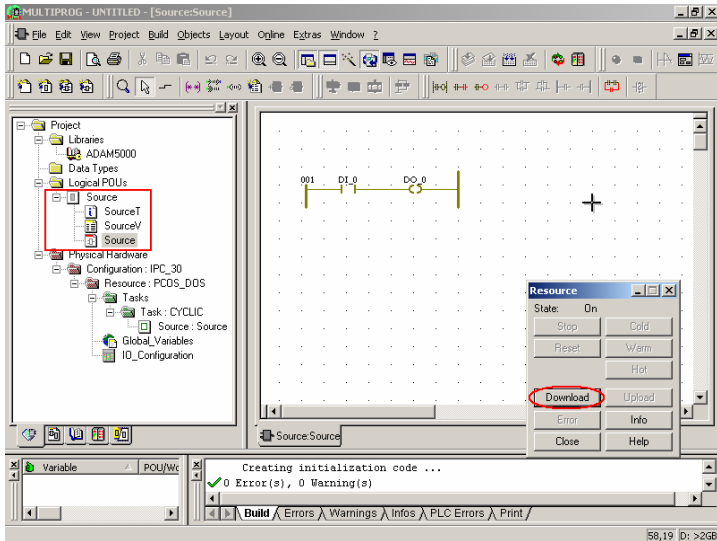 MULTIPROG - UNTITLED - [Source:Source]
File Edit View Project Build Objects Layout Online Extras Window ?
Project
Libraries
ADAM5000
Data Types
Logical POUs
Source
SourceT
SourceV
Source
Physical Hardware
Configuration : IPC_30
Resource : PCOS_DOS
Tasks
Task : CYCLIC
Source : Source
Global_Variables
IO_Configuration
001 DI_0 DO_0
Resource
State: On
Stop Cold
Reset Warm
Hot
Download Upload
Error Info
Close Help
Source:Source
Variable POU/Wo
Creating initialization code ...
0 Error(s), 0 Warning(s)
Build Errors Warnings Infos PLC Errors Print
58,19 D: >2GB